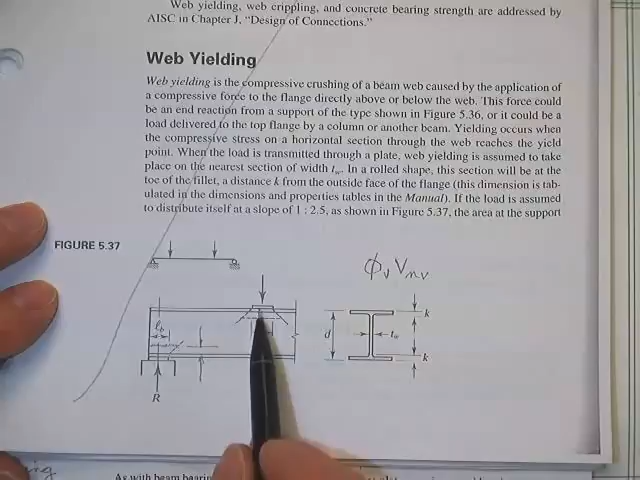 Web yielding, web crippling, and concrete bearing strength are addressed by
AISC in Chapter J, “Design of Connections.”
Web Yielding
Web yielding is the compressive crushing of a beam web caused by the application of
a compressive force to the flange directly above or below the web. This force could
be an end reaction from a support of the type shown in Figure 5.36, or it could be a
load delivered to the top flange by a column or another beam. Yielding occurs when
the compressive stress on a horizontal section through the web reaches the yield
point. When the load is transmitted through a plate, web yielding is assumed to take
place on the nearest section of width tw. In a rolled shape, this section will be at the
toe of the fillet, a distance k from the outside face of the flange (this dimension is tab-
ulated in the dimensions and properties tables in the Manual). If the load is assumed
to distribute itself at a slope of 1 : 2.5, as shown in Figure 5.37, the area at the support
FIGURE 5.37
ϕv Vnv
k
ℓb
d
tw
k
R
As with beam bearin